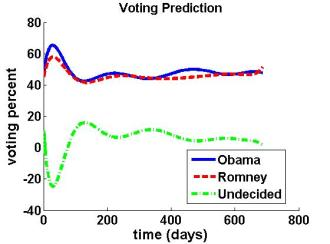 Voting Prediction
voting percent
80
60
40
20
0
-20
-40
Obama
Romney
Undecided
0 200 400 600 800
time (days)